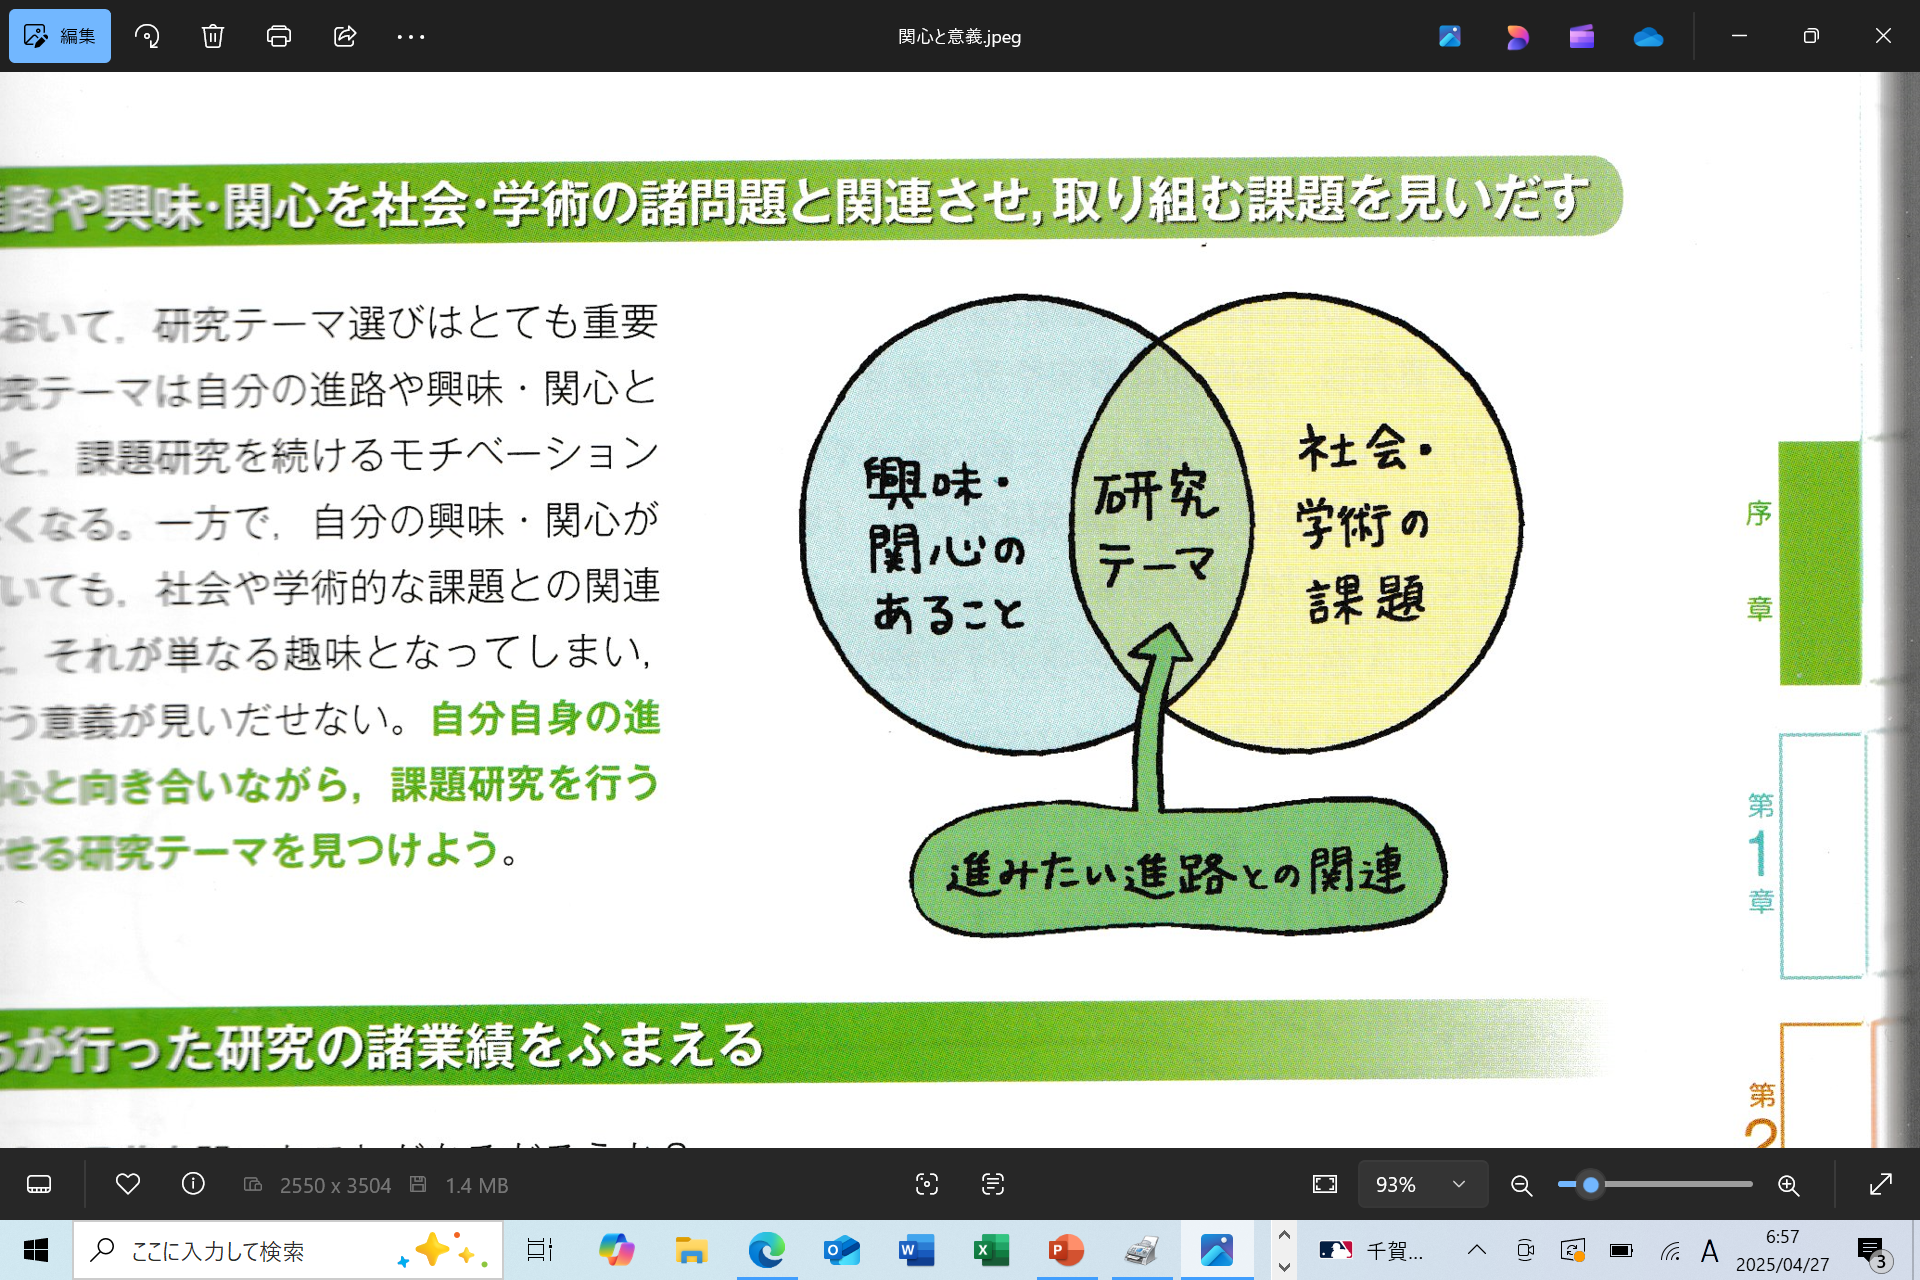 編集
関心と意義.jpeg
路や興味・関心を社会・学術の諸問題と関連させ,取り組む課題を見いだす
おいて，研究テーマ選びはとても重要
究テーマは自分の進路や興味・関心と
と，課題研究を続けるモチベーション
くなる。一方で，自分の興味・関心が
いても，社会や学術的な課題との関連
，それが単なる趣味となってしまい，
う意義が見いだせない。自分自身の進
心と向き合いながら，課題研究を行う
せる研究テーマを見つけよう。
興味・
関心の
あること
研究
テーマ
社会・
学術の
課題
進みたい進路との関連
序
章
第
1
章
第
2
が行った研究の諸業績をふまえる
2550 x 3504
1.4 MB
93%
ここに入力して検索
千賀...
A
6:57
2025/04/27
3